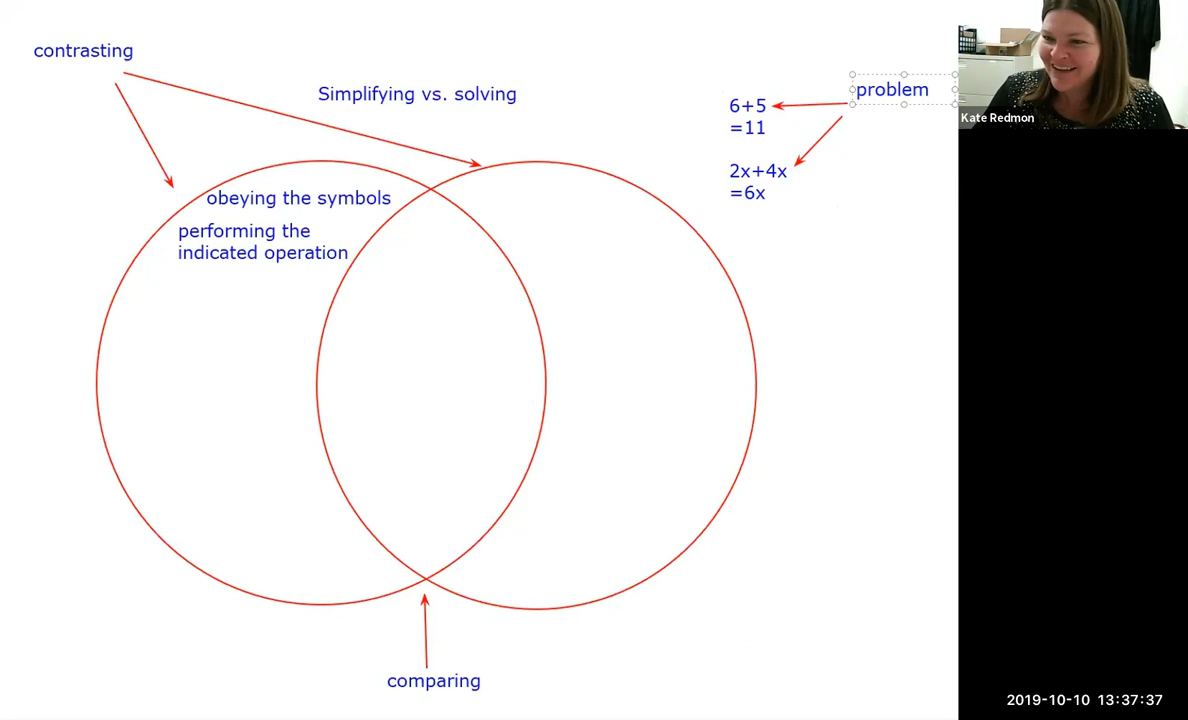 contrasting
Simplifying vs. solving
problem
6+5
=11
2x+4x
=6x
Kate Redmon
obeying the symbols
performing the
indicated operation
comparing
2019-10-10 13:37:37